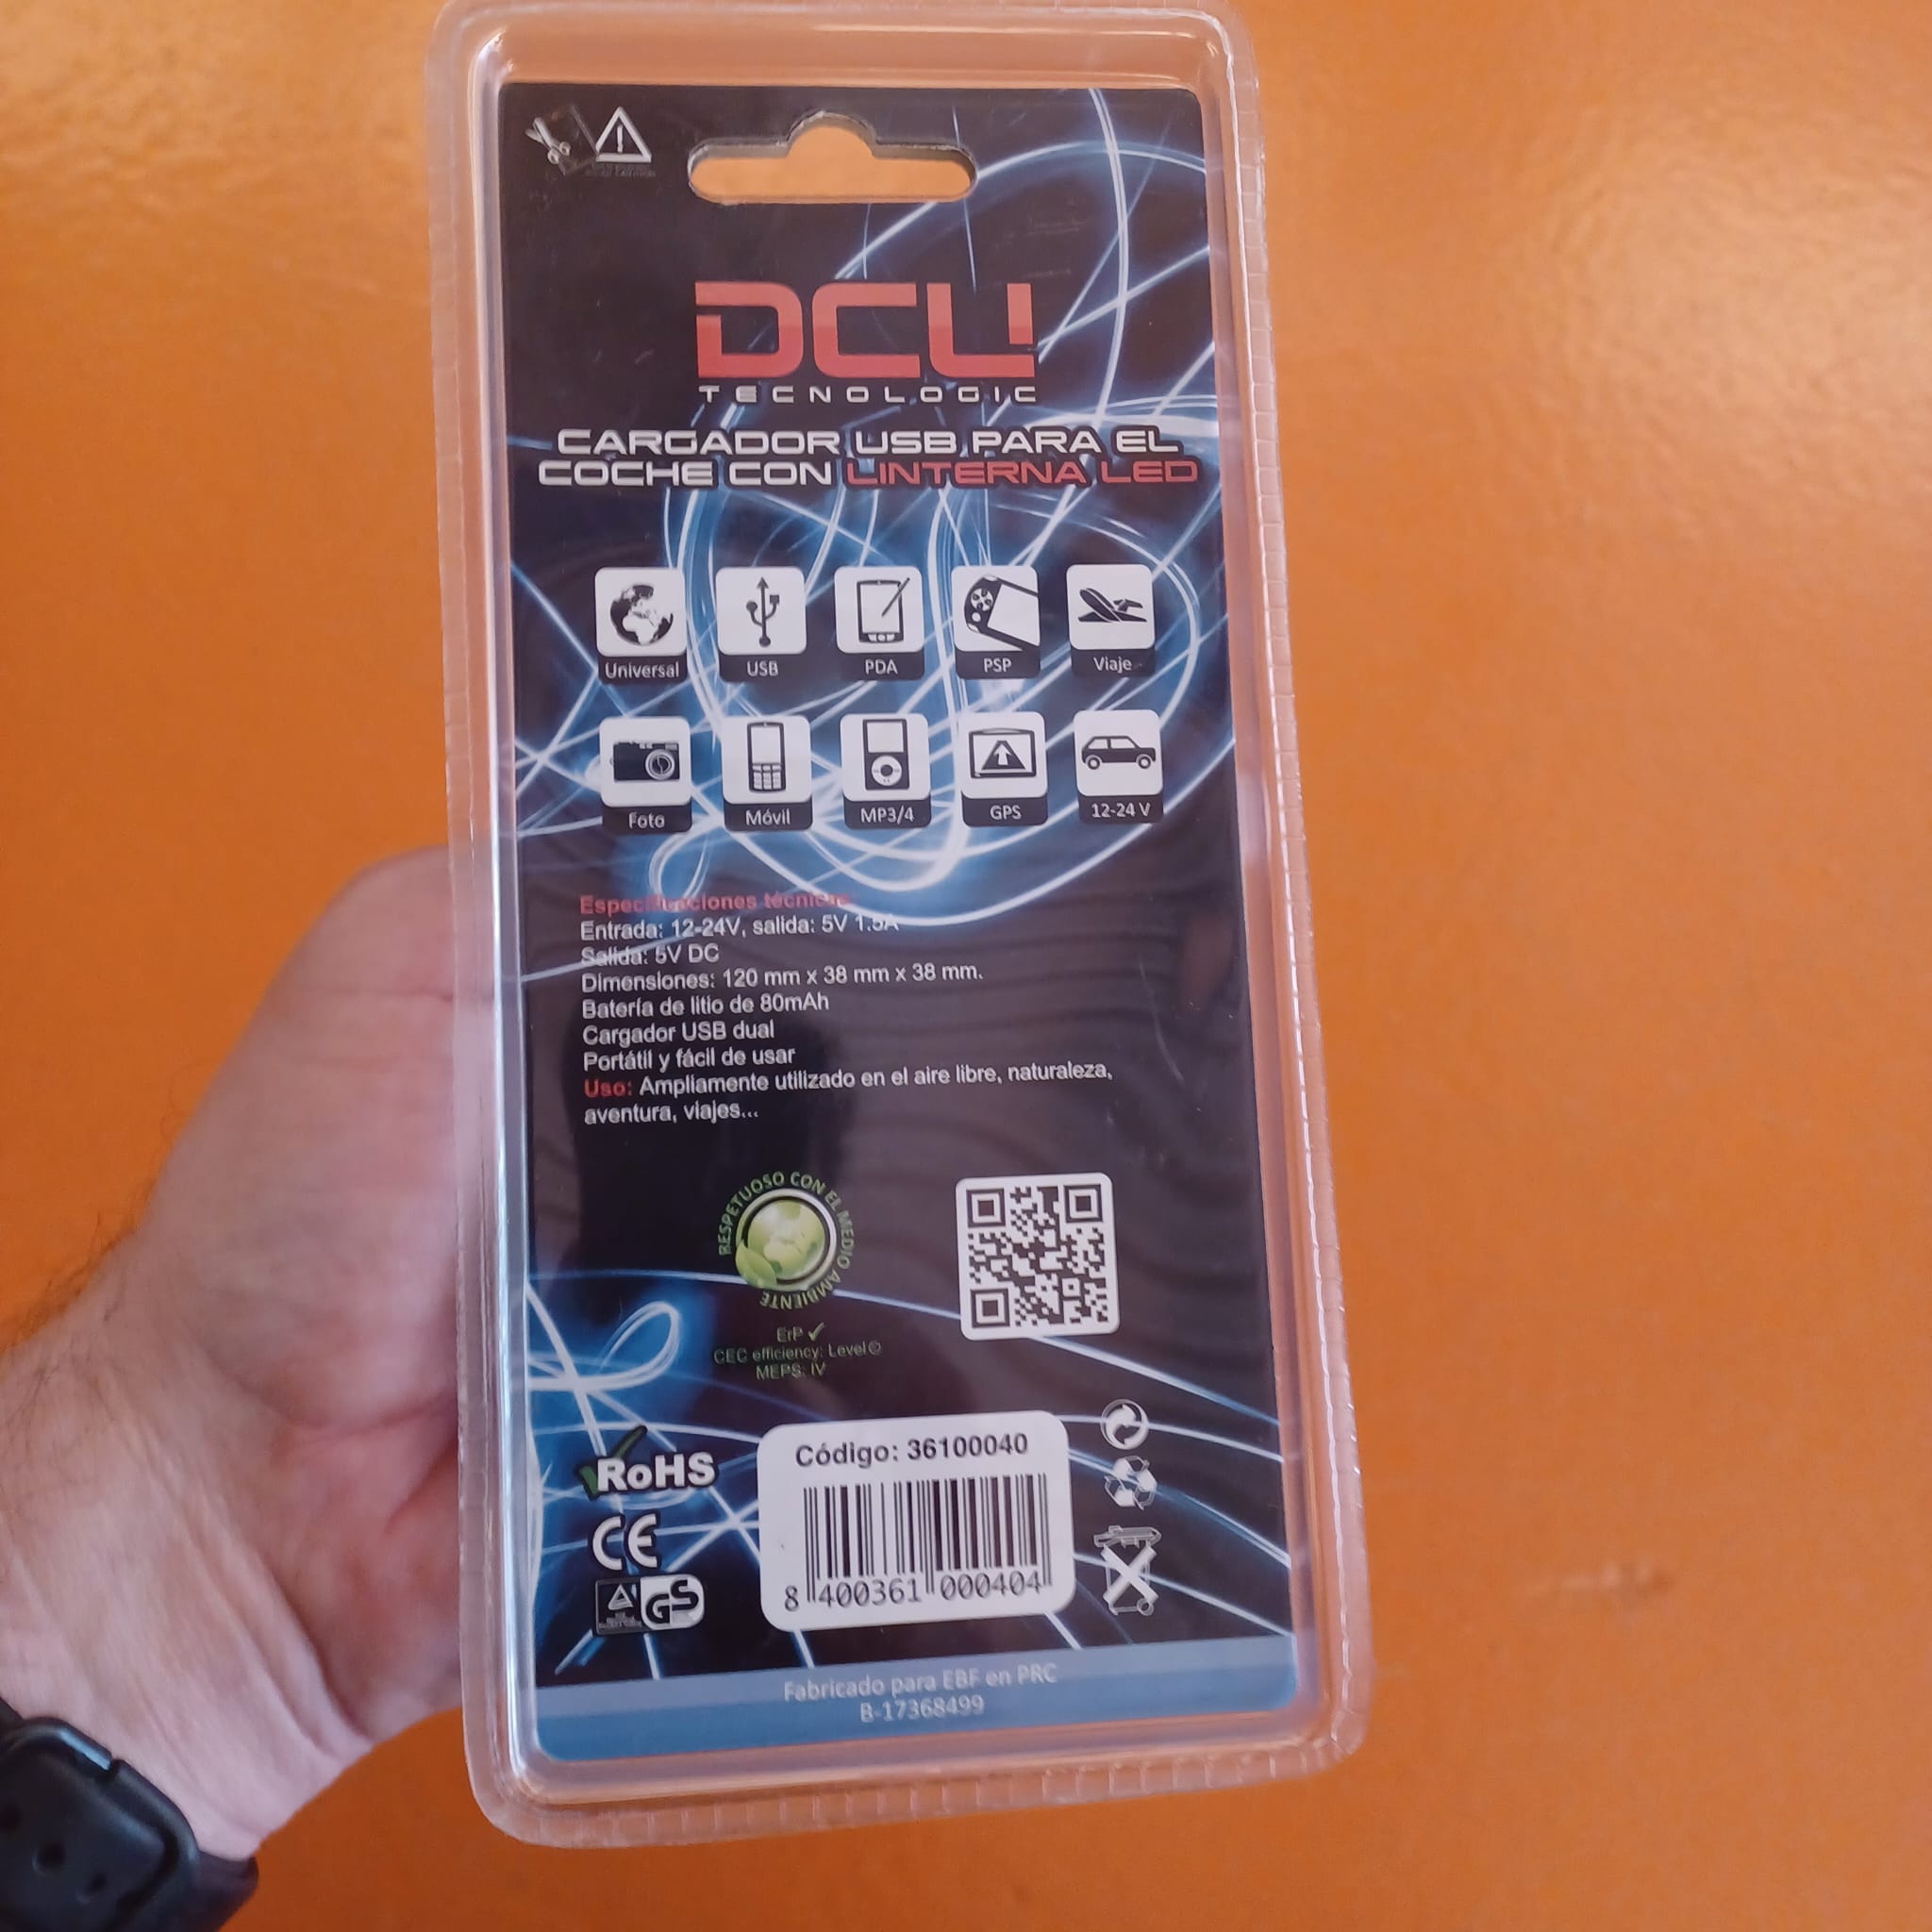 DCU
TECNOLOGIC
CARGADOR USB PARA EL
COCHE CON LINTERNA LED
Universal
USB
PDA
PSP
Viaje
Foto
Móvil
MP3/4
GPS
12-24 V
Especificaciones técnicas:
Entrada: 12-24V, salida: 5V 1.5A
Salida: 5V DC
Dimensiones: 120 mm x 38 mm x 38 mm.
Batería de litio de 80mAh
Cargador USB dual
Portátil y fácil de usar
Uso: Ampliamente utilizado en el aire libre, naturaleza,
aventura, viajes...
RESPETUOSO CON EL MEDIO AMBIENTE
ErP ✓
CEC efficiency: Level
MEPS: IV
RoHS
CE
GS
Código: 36100040
8 400361 000404
Fabricado para EBF en PRC
B-17368499